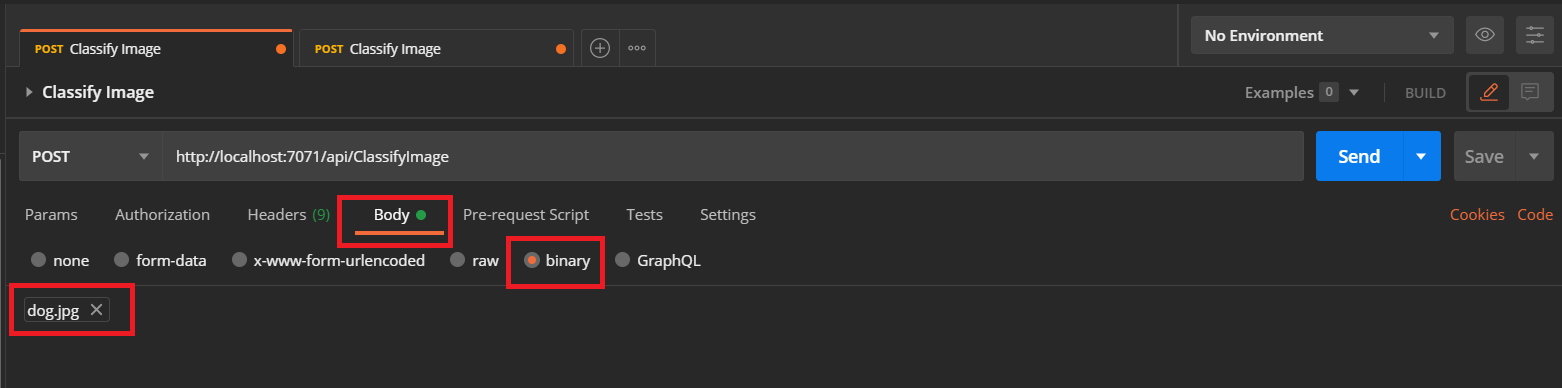 POST Classify Image POST Classify Image No Environment
Classify Image Examples 0 BUILD
POST http://localhost:7071/api/ClassifyImage Send Save
Params Authorization Headers (9) Body Pre-request Script Tests Settings Cookies Code
none form-data x-www-form-urlencoded raw binary GraphQL
dog.jpg